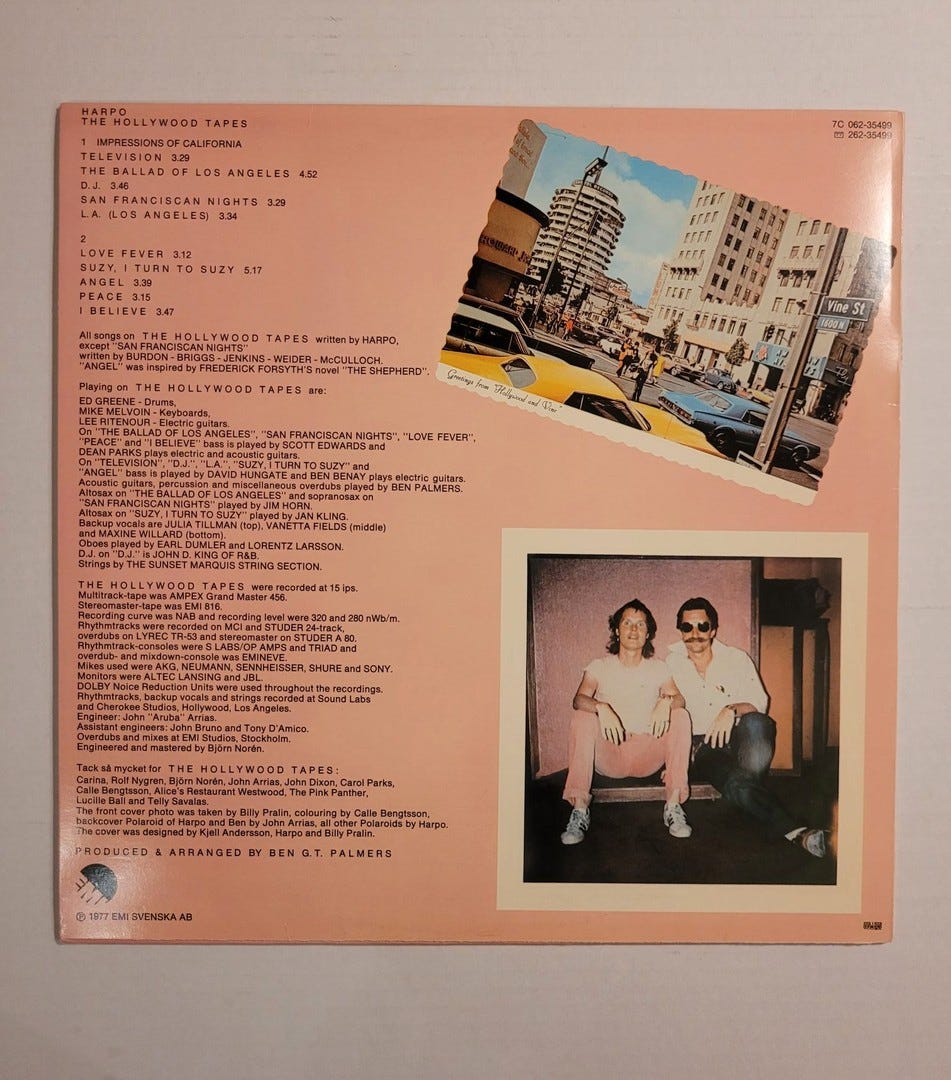 HARPO
THE HOLLYWOOD TAPES
1 IMPRESSIONS OF CALIFORNIA
TELEVISION 3.29
THE BALLAD OF LOS ANGELES 4.52
D.J. 3.46
SAN FRANCISCAN NIGHTS 3.29
L.A. (LOS ANGELES) 3.34
2
LOVE FEVER 3.12
SUZY, I TURN TO SUZY 5.17
ANGEL 3.39
PEACE 3.15
I BELIEVE 3.47
All songs on THE HOLLYWOOD TAPES written by HARPO,
except "SAN FRANCISCAN NIGHTS"
written by BURDON - BRIGGS - JENKINS - WEIDER - McCULLOCH.
"ANGEL" was inspired by FREDERICK FORSYTH'S novel "THE SHEPHERD".
Playing on THE HOLLYWOOD TAPES are:
ED GREENE - Drums,
MIKE MELVOIN - Keyboards,
LEE RITENOUR - Electric guitars.
On "THE BALLAD OF LOS ANGELES", "SAN FRANCISCAN NIGHTS", "LOVE FEVER",
"PEACE" and "I BELIEVE" bass is played by SCOTT EDWARDS and
DEAN PARKS plays electric and acoustic guitars.
On "TELEVISION", "D.J.", "L.A.", "SUZY, I TURN TO SUZY" and
"ANGEL" bass is played by DAVID HUNGATE and BEN BENAY plays electric guitars.
Acoustic guitars, percussion and miscellaneous overdubs played by BEN PALMERS.
Altosax on "THE BALLAD OF LOS ANGELES" and sopranosax on
"SAN FRANCISCAN NIGHTS" played by JIM HORN.
Altosax on "SUZY, I TURN TO SUZY" played by JAN KLING.
Backup vocals are JULIA TILLMAN (top), VANETTA FIELDS (middle)
and MAXINE WILLARD (bottom).
Oboes played by EARL DUMLER and LORENTZ LARSSON.
D.J. on "D.J." is JOHN D. KING OF R&B.
Strings by THE SUNSET MARQUIS STRING SECTION.
THE HOLLYWOOD TAPES were recorded at 15 ips.
Multitrack-tape was AMPEX Grand Master 456.
Stereomaster-tape was EMI 816.
Recording curve was NAB and recording level were 320 and 280 nWb/m.
Rhythmtracks were recorded on MCI and STUDER 24-track,
overdubs on LYREC TR-53 and stereomaster on STUDER A 80.
Rhythmtrack-consoles were S LABS/OP AMPS and TRIAD and
overdub- and mixdown-console was EMINEVE.
Mikes used were AKG, NEUMANN, SENNHEISSER, SHURE and SONY.
Monitors were ALTEC LANSING and JBL.
DOLBY Noice Reduction Units were used throughout the recordings.
Rhythmtracks, backup vocals and strings recorded at Sound Labs
and Cherokee Studios, Hollywood, Los Angeles.
Engineer: John "Aruba" Arrias.
Assistant engineers: John Bruno and Tony D'Amico.
Overdubs and mixes at EMI Studios, Stockholm.
Engineered and mastered by Björn Norén.
Tack så mycket for THE HOLLYWOOD TAPES:
Carina, Rolf Nygren, Björn Norén, John Arrias, John Dixon, Carol Parks,
Calle Bengtsson, Alice's Restaurant Westwood, The Pink Panther,
Lucille Ball and Telly Savalas.
The front cover photo was taken by Billy Pralin, colouring by Calle Bengtsson,
backcover Polaroid of Harpo and Ben by John Arrias, all other Polaroids by Harpo.
The cover was designed by Kjell Andersson, Harpo and Billy Pralin.
PRODUCED & ARRANGED BY BEN G.T. PALMERS
EMI
℗ 1977 EMI SVENSKA AB
7C 062-35499
262-35499
HOWARD JO
Vine St
1600 N
Greetings from "Hollywood and Vine"